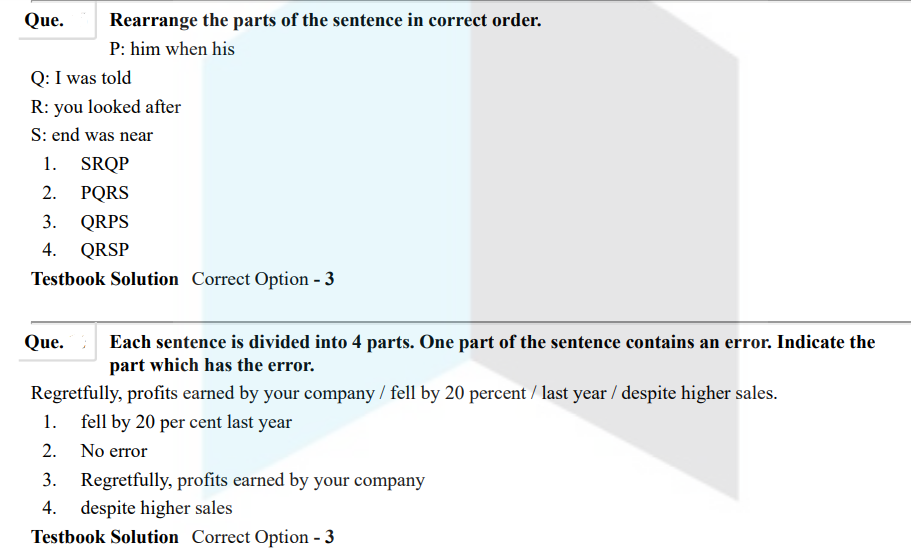 Que. Rearrange the parts of the sentence in correct order.
P: him when his
Q: I was told
R: you looked after
S: end was near
1. SRQP
2. PQRS
3. QRPS
4. QRSP
Testbook Solution Correct Option - 3
Que. Each sentence is divided into 4 parts. One part of the sentence contains an error. Indicate the
part which has the error.
Regretfully, profits earned by your company / fell by 20 percent / last year / despite higher sales.
1. fell by 20 per cent last year
2. No error
3. Regretfully, profits earned by your company
4. despite higher sales
Testbook Solution Correct Option - 3